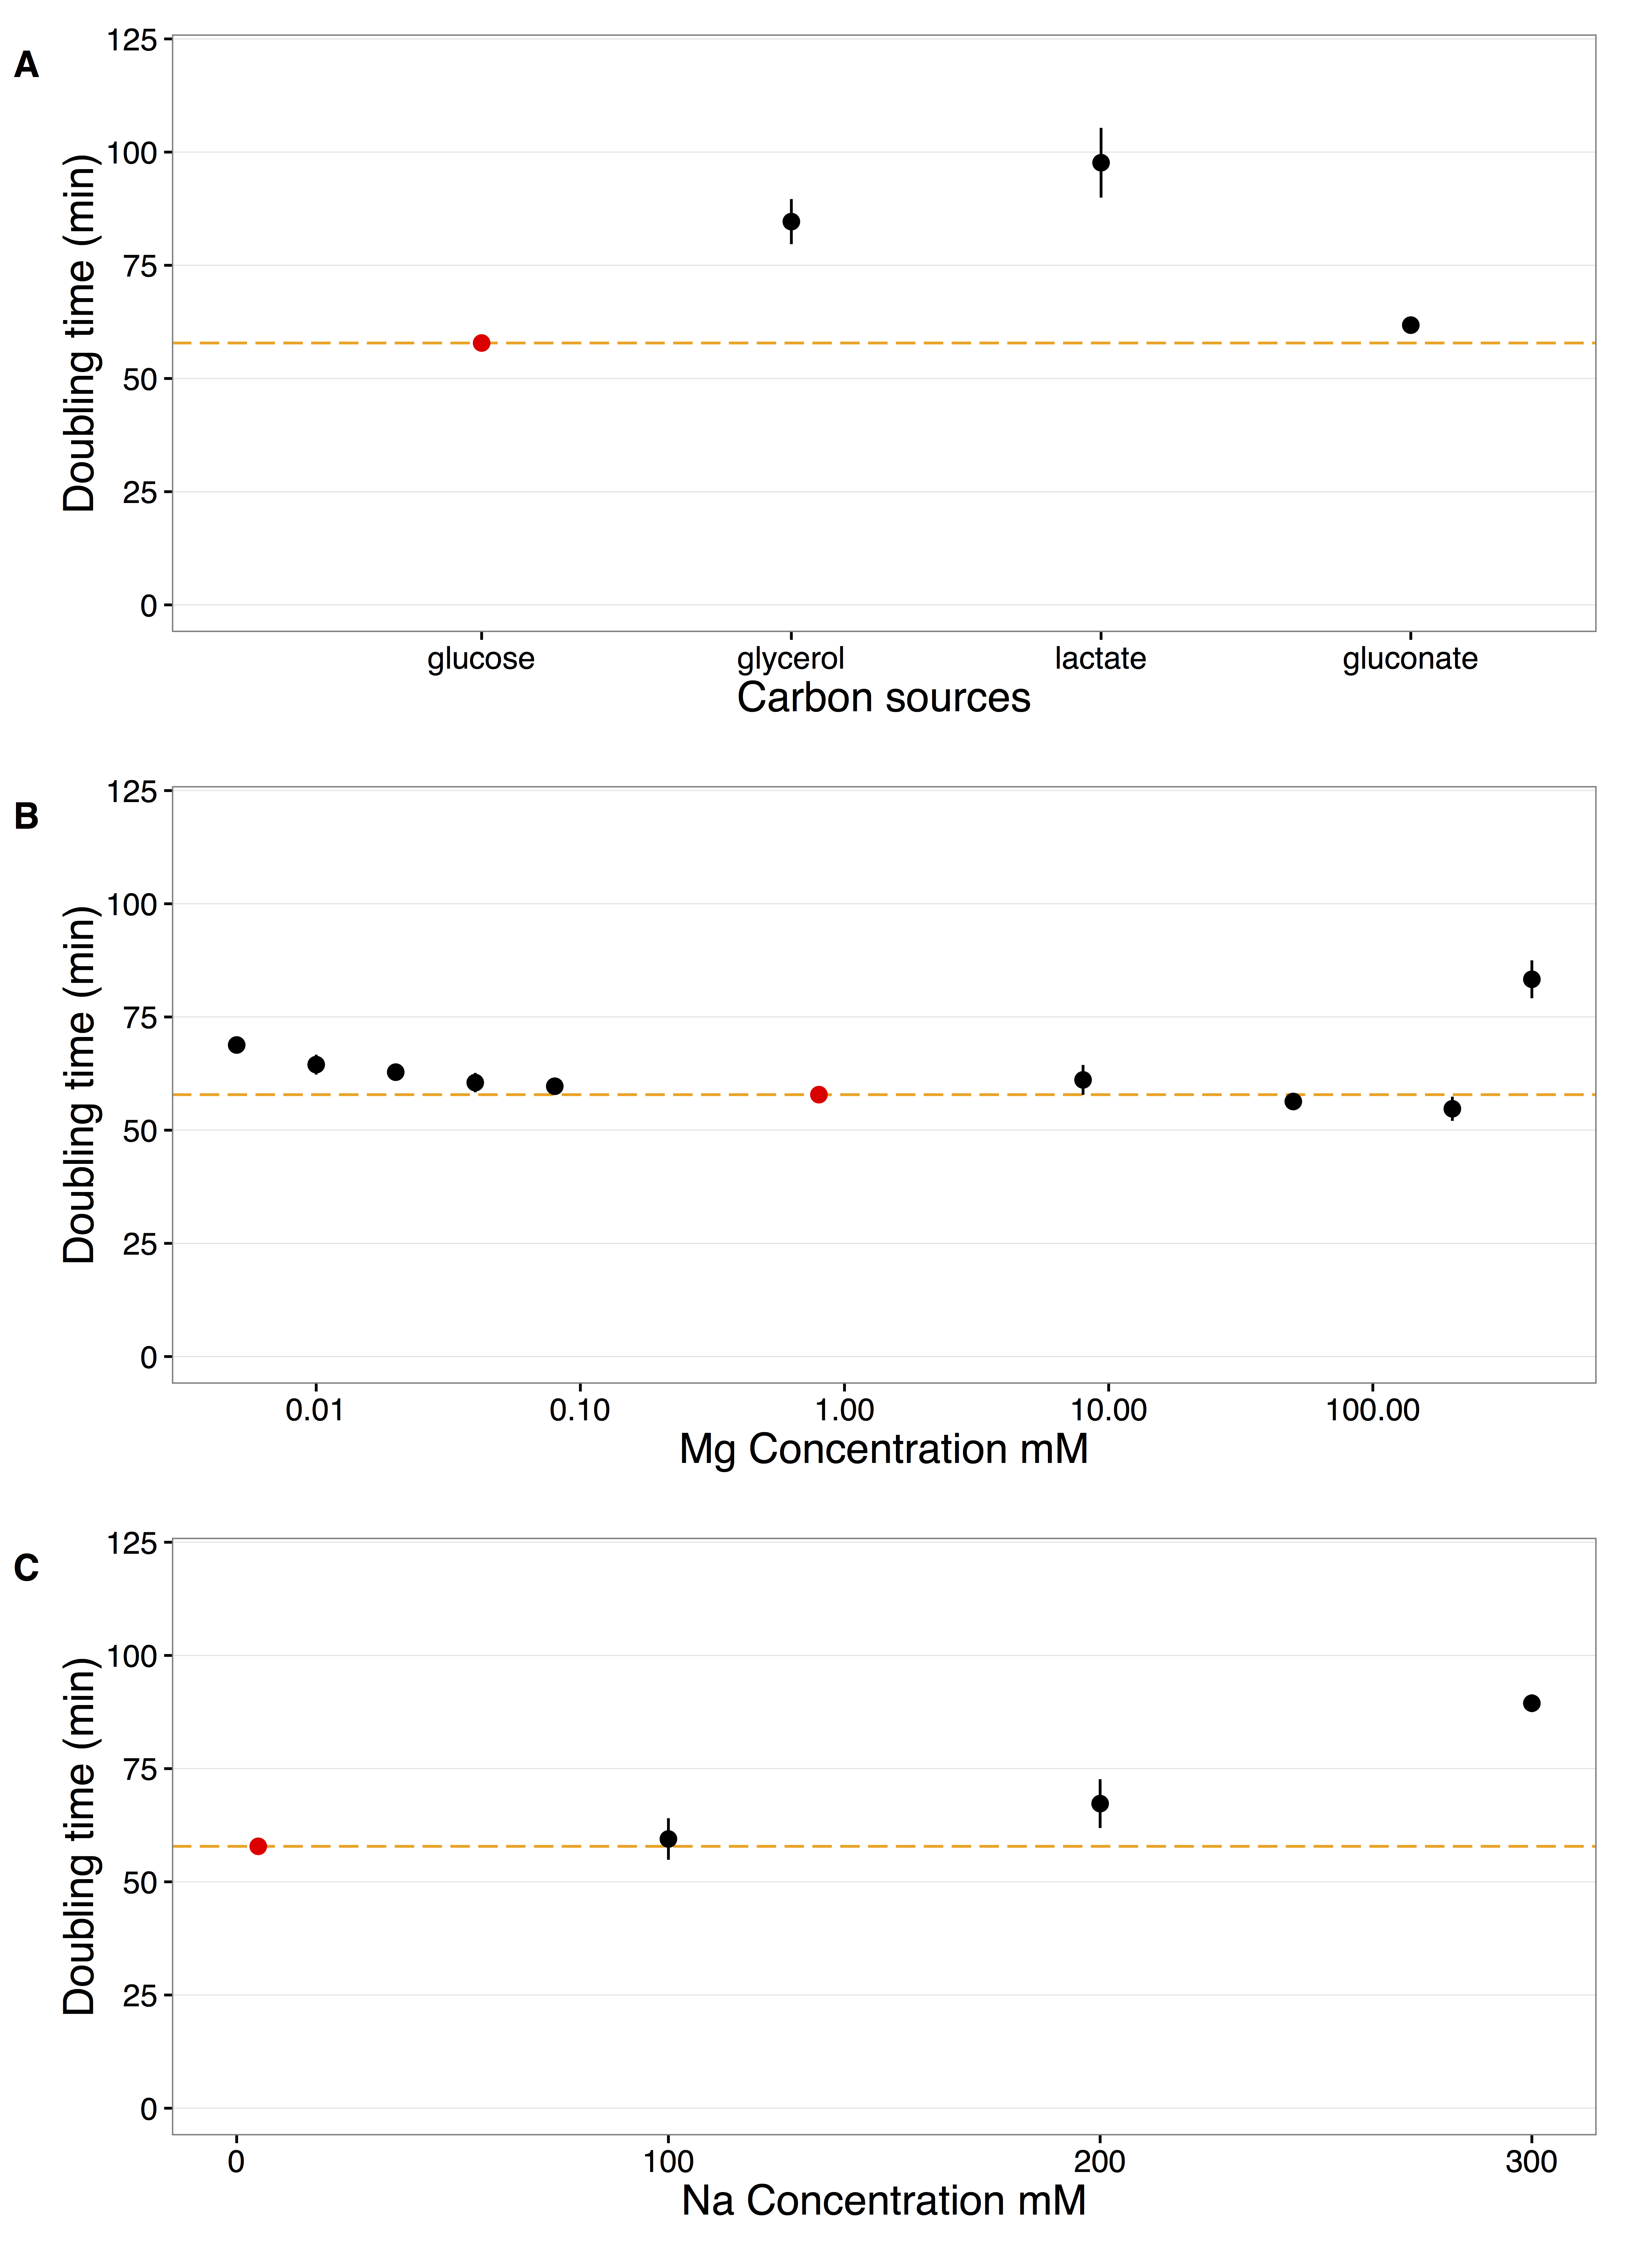 A
125
100
75
50
25
0
Doubling time (min)
glucose glycerol lactate gluconate
Carbon sources
B
125
100
75
50
25
0
Doubling time (min)
0.01 0.10 1.00 10.00 100.00
Mg Concentration mM
C
125
100
75
50
25
0
Doubling time (min)
0 100 200 300
Na Concentration mM